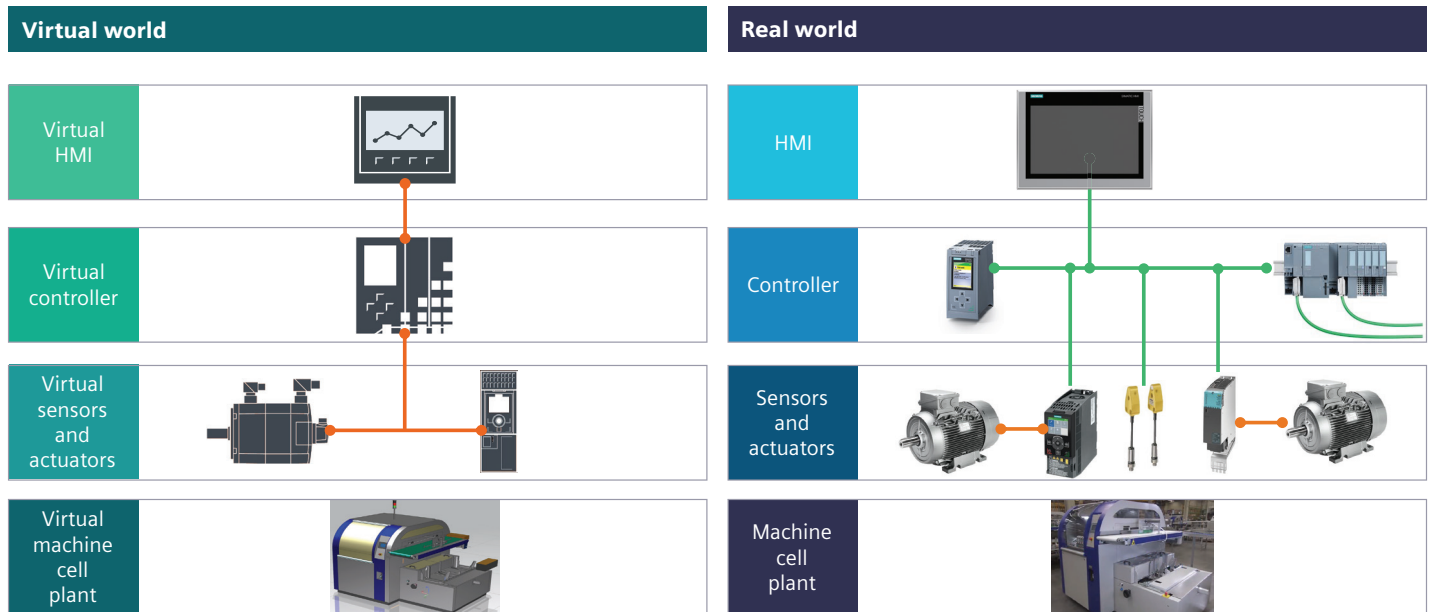 Virtual world
Virtual
HMI
Virtual
controller
Virtual
sensors
and
actuators
Virtual
machine
cell
plant
Real world
HMI
SIEMENS
Controller
Sensors
and
actuators
Machine
cell
plant